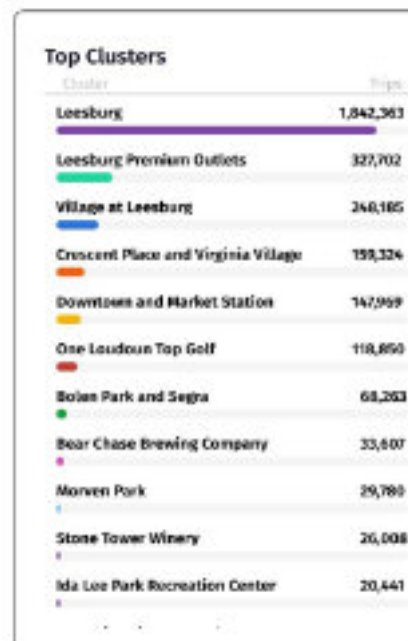 Top Clusters
Cluster Trips
Leesburg 1,842,363
Leesburg Premium Outlets 327,702
Village at Leesburg 248,185
Crescent Place and Virginia Village 159,324
Downtown and Market Station 147,969
One Loudoun Top Golf 118,850
Bolen Park and Segra 68,263
Bear Chase Brewing Company 33,607
Morven Park 29,780
Stone Tower Winery 26,008
Ida Lee Park Recreation Center 20,441